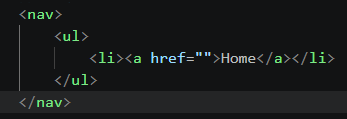 <nav>
<ul>
<li><a href="">Home</a></li>
</ul>
</nav>